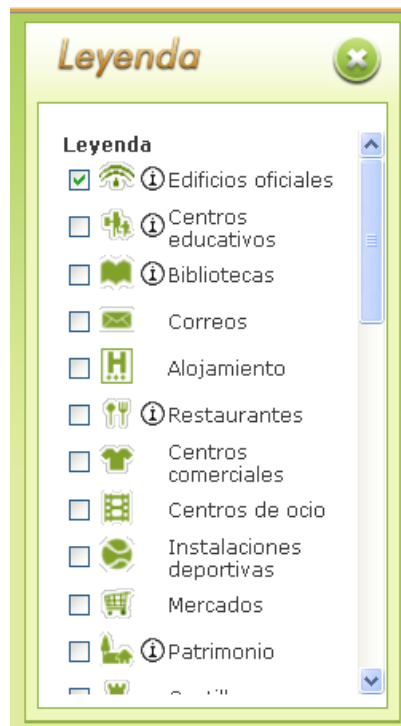 Leyenda
Leyenda
Edificios oficiales
Centros
educativos
Bibliotecas
Correos
Alojamiento
Restaurantes
Centros
comerciales
Centros de ocio
Instalaciones
deportivas
Mercados
Patrimonio